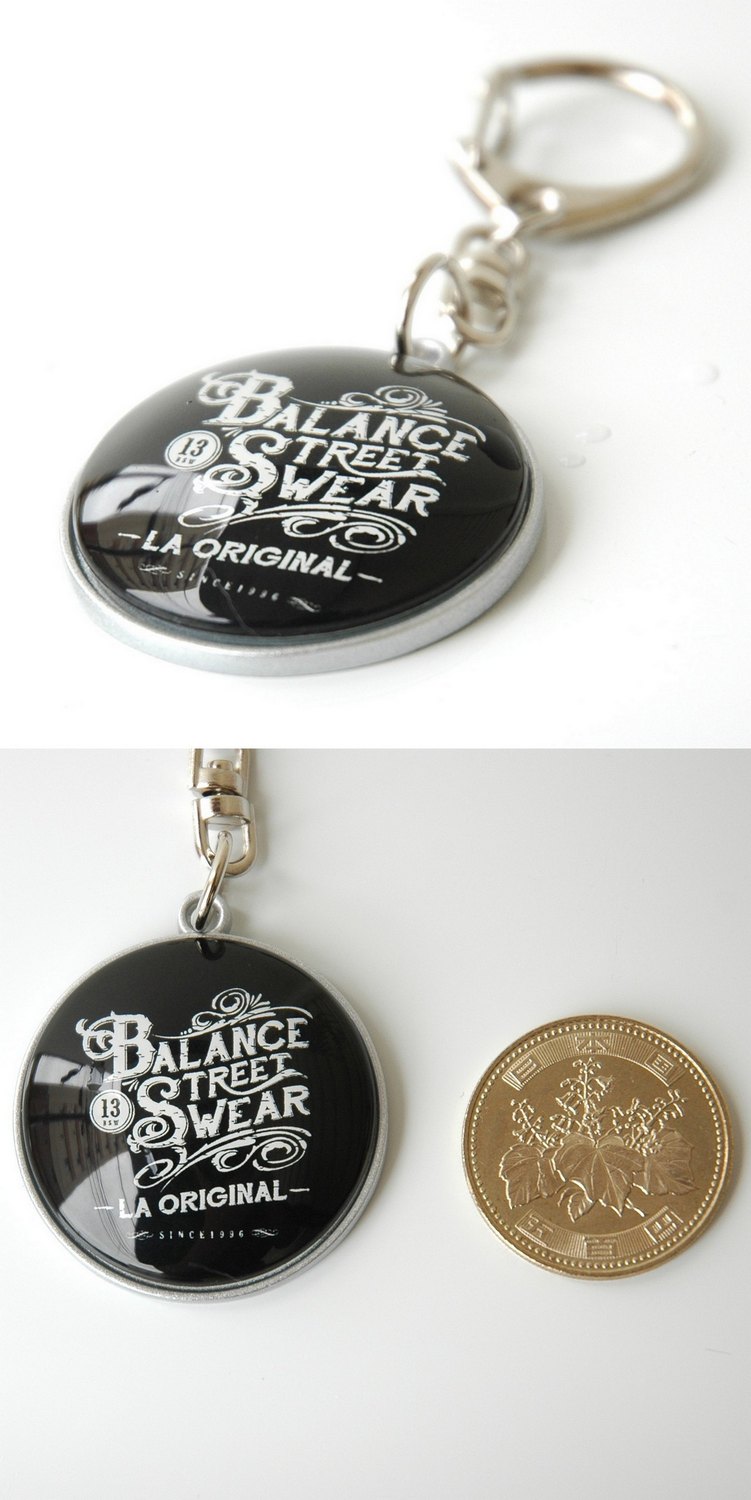 BALANCE
STREET
SWEAR
13
BSW
LA ORIGINAL
SINCE1996
BALANCE
STREET
SWEAR
13
BSW
LA ORIGINAL
SINCE1996
日本国
五百円